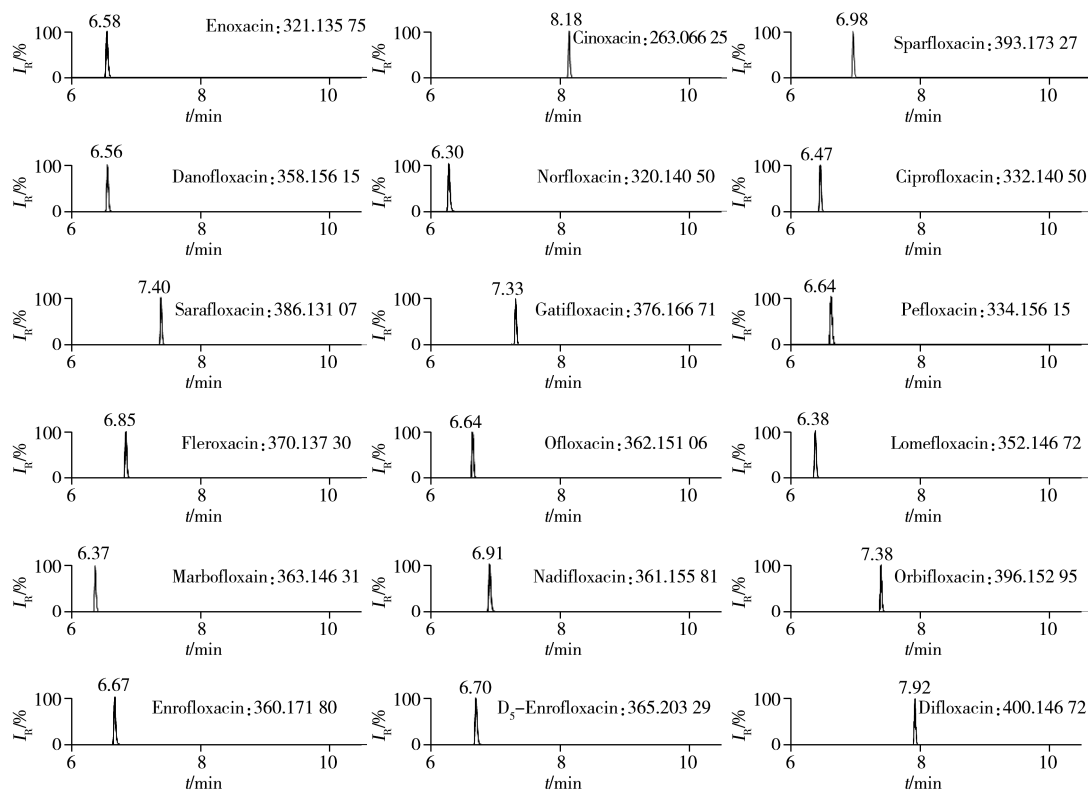 6.58
Enoxacin:321.135 75
100
0
I_R/%
6 8 10
t/min
8.18
Cinoxacin:263.066 25
100
0
I_R/%
6 8 10
t/min
6.98
Sparfloxacin:393.173 27
100
0
I_R/%
6 8 10
t/min
6.56
Danofloxacin:358.156 15
100
0
I_R/%
6 8 10
t/min
6.30
Norfloxacin:320.140 50
100
0
I_R/%
6 8 10
t/min
6.47
Ciprofloxacin:332.140 50
100
0
I_R/%
6 8 10
t/min
7.40
Sarafloxacin:386.131 07
100
0
I_R/%
6 8 10
t/min
7.33
Gatifloxacin:376.166 71
100
0
I_R/%
6 8 10
t/min
6.64
Pefloxacin:334.156 15
100
0
I_R/%
6 8 10
t/min
6.85
Fleroxacin:370.137 30
100
0
I_R/%
6 8 10
t/min
6.64
Ofloxacin:362.151 06
100
0
I_R/%
6 8 10
t/min
6.38
Lomefloxacin:352.146 72
100
0
I_R/%
6 8 10
t/min
6.37
Marbofloxain:363.146 31
100
0
I_R/%
6 8 10
t/min
6.91
Nadifloxacin:361.155 81
100
0
I_R/%
6 8 10
t/min
7.38
Orbifloxacin:396.152 95
100
0
I_R/%
6 8 10
t/min
6.67
Enrofloxacin:360.171 80
100
0
I_R/%
6 8 10
t/min
6.70
D5-Enrofloxacin:365.203 29
100
0
I_R/%
6 8 10
t/min
7.92
Difloxacin:400.146 72
100
0
I_R/%
6 8 10
t/min